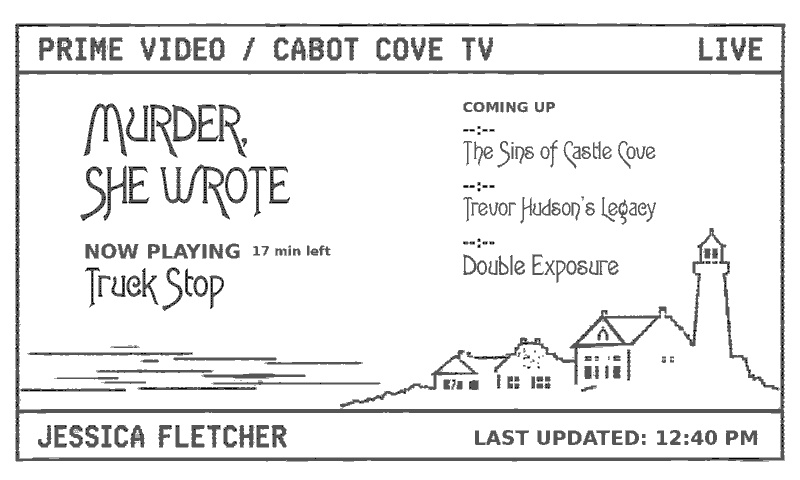 PRIME VIDEO / CABOT COVE TV
LIVE
MURDER,
SHE WROTE
NOW PLAYING 17 min left
Truck Stop
COMING UP
--:--
The Sins of Castle Cove
--:--
Trevor Hudson's Legacy
--:--
Double Exposure
JESSICA FLETCHER
LAST UPDATED: 12:40 PM